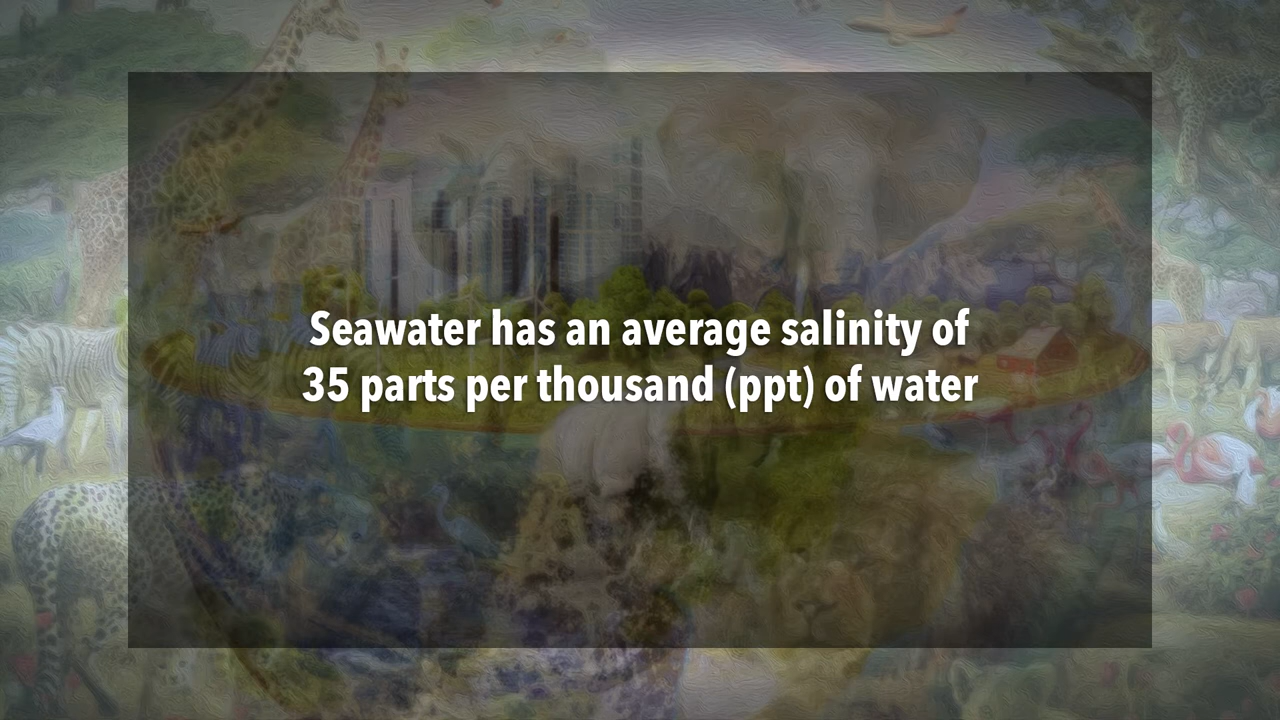 Seawater has an average salinity of
35 parts per thousand (ppt) of water